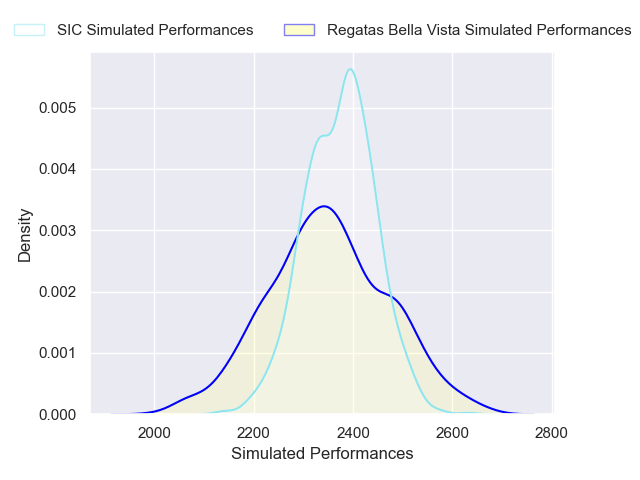 SIC Simulated Performances
Regatas Bella Vista Simulated Performances
0.005
0.004
0.003
0.002
0.001
0.000
Density
2000
2200
2400
2600
2800
Simulated Performances